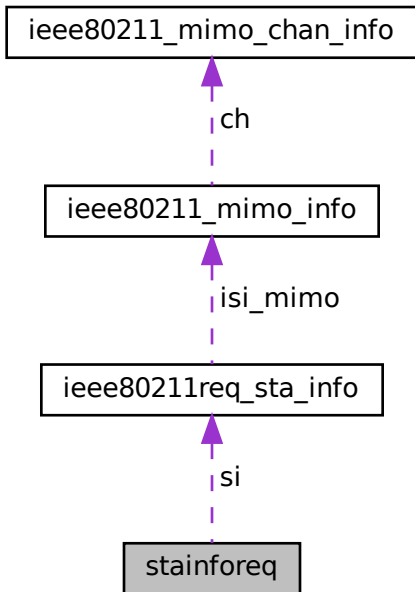 ieee80211_mimo_chan_info
ch
ieee80211_mimo_info
isi_mimo
ieee80211req_sta_info
si
stainforeq